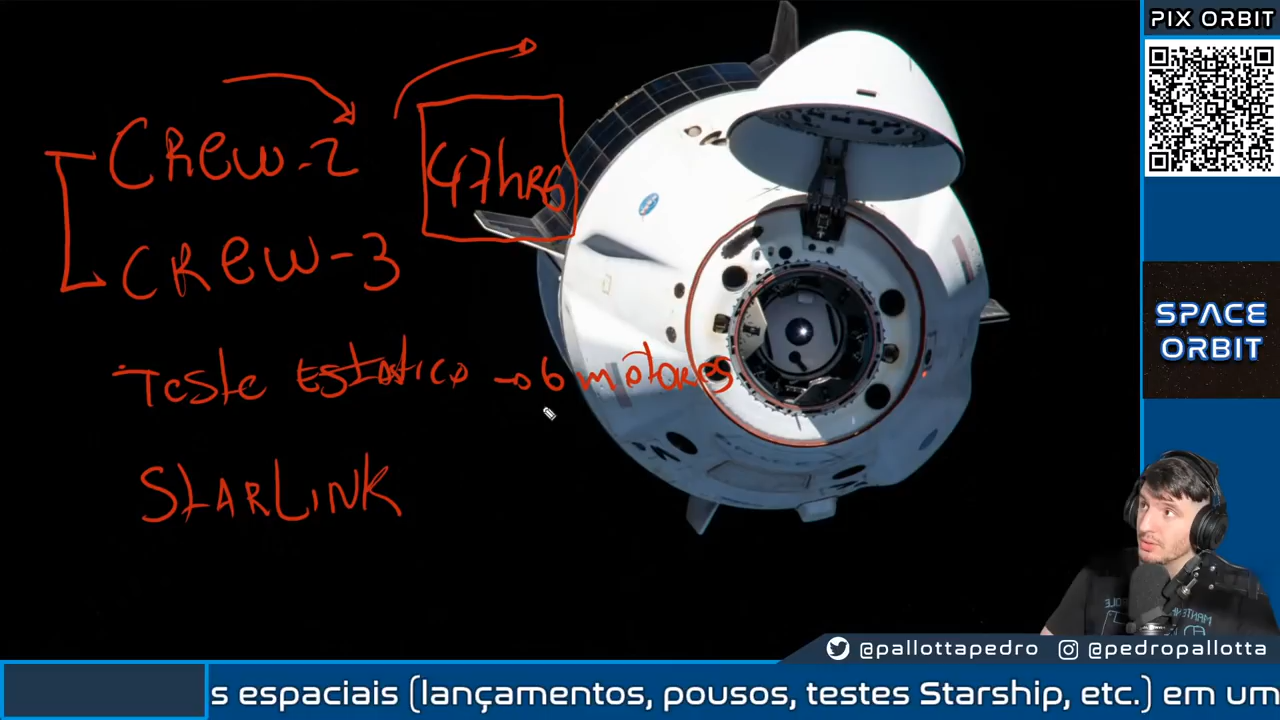 PIX ORBIT
CREW-2
47hRS
CREW-3
Teste Estático → 6 motores
STARLINK
SPACE
ORBIT
@pallottapedro @pedropallotta
s espaciais (lançamentos, pousos, testes Starship, etc.) em um